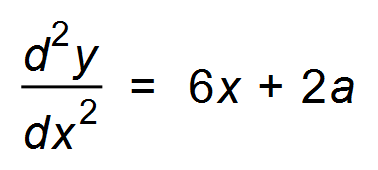 d²y/dx² = 6x + 2a